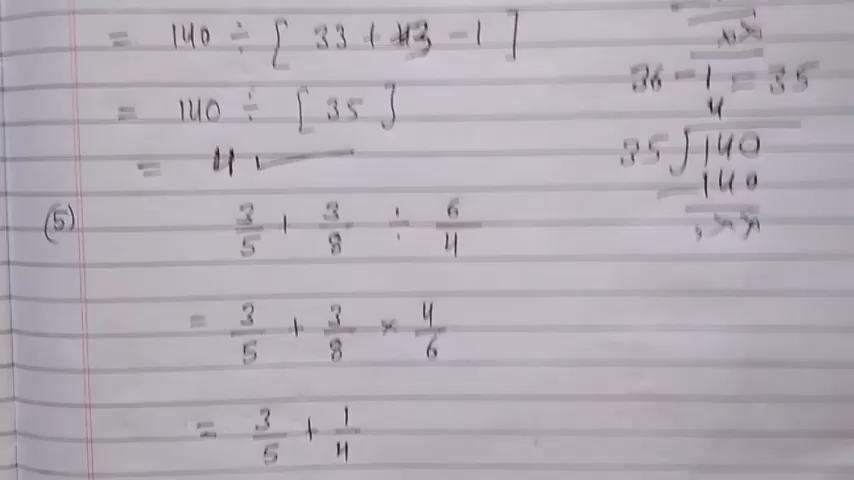 = 140 ÷ [ 33 + 3 - 1 ]
= 140 ÷ [ 35 ]
= 4
(5) 3/5 + 3/8 ÷ 6/4
= 3/5 + 3/8 × 4/6
= 3/5 + 1/4
36 - 1 = 35
4
35 ) 140
- 140